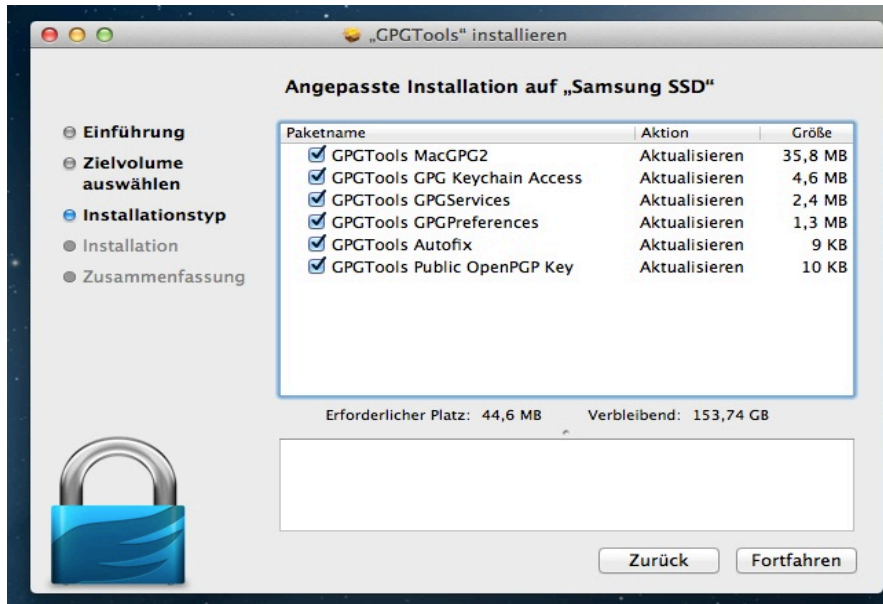 „GPGTools“ installieren
Angepasste Installation auf „Samsung SSD“
Einführung
Zielvolume
auswählen
Installationstyp
Installation
Zusammenfassung
Paketname Aktion Größe
GPGTools MacGPG2 Aktualisieren 35,8 MB
GPGTools GPG Keychain Access Aktualisieren 4,6 MB
GPGTools GPGServices Aktualisieren 2,4 MB
GPGTools GPGPreferences Aktualisieren 1,3 MB
GPGTools Autofix Aktualisieren 9 KB
GPGTools Public OpenPGP Key Aktualisieren 10 KB
Erforderlicher Platz: 44,6 MB Verbleibend: 153,74 GB
Zurück Fortfahren